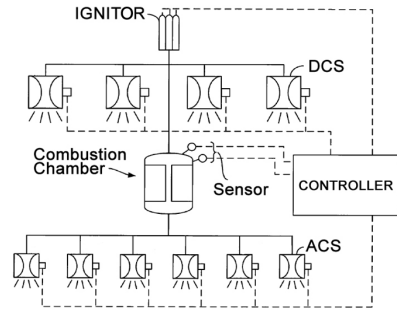 IGNITOR
DCS
Combustion
Chamber
Sensor
CONTROLLER
ACS